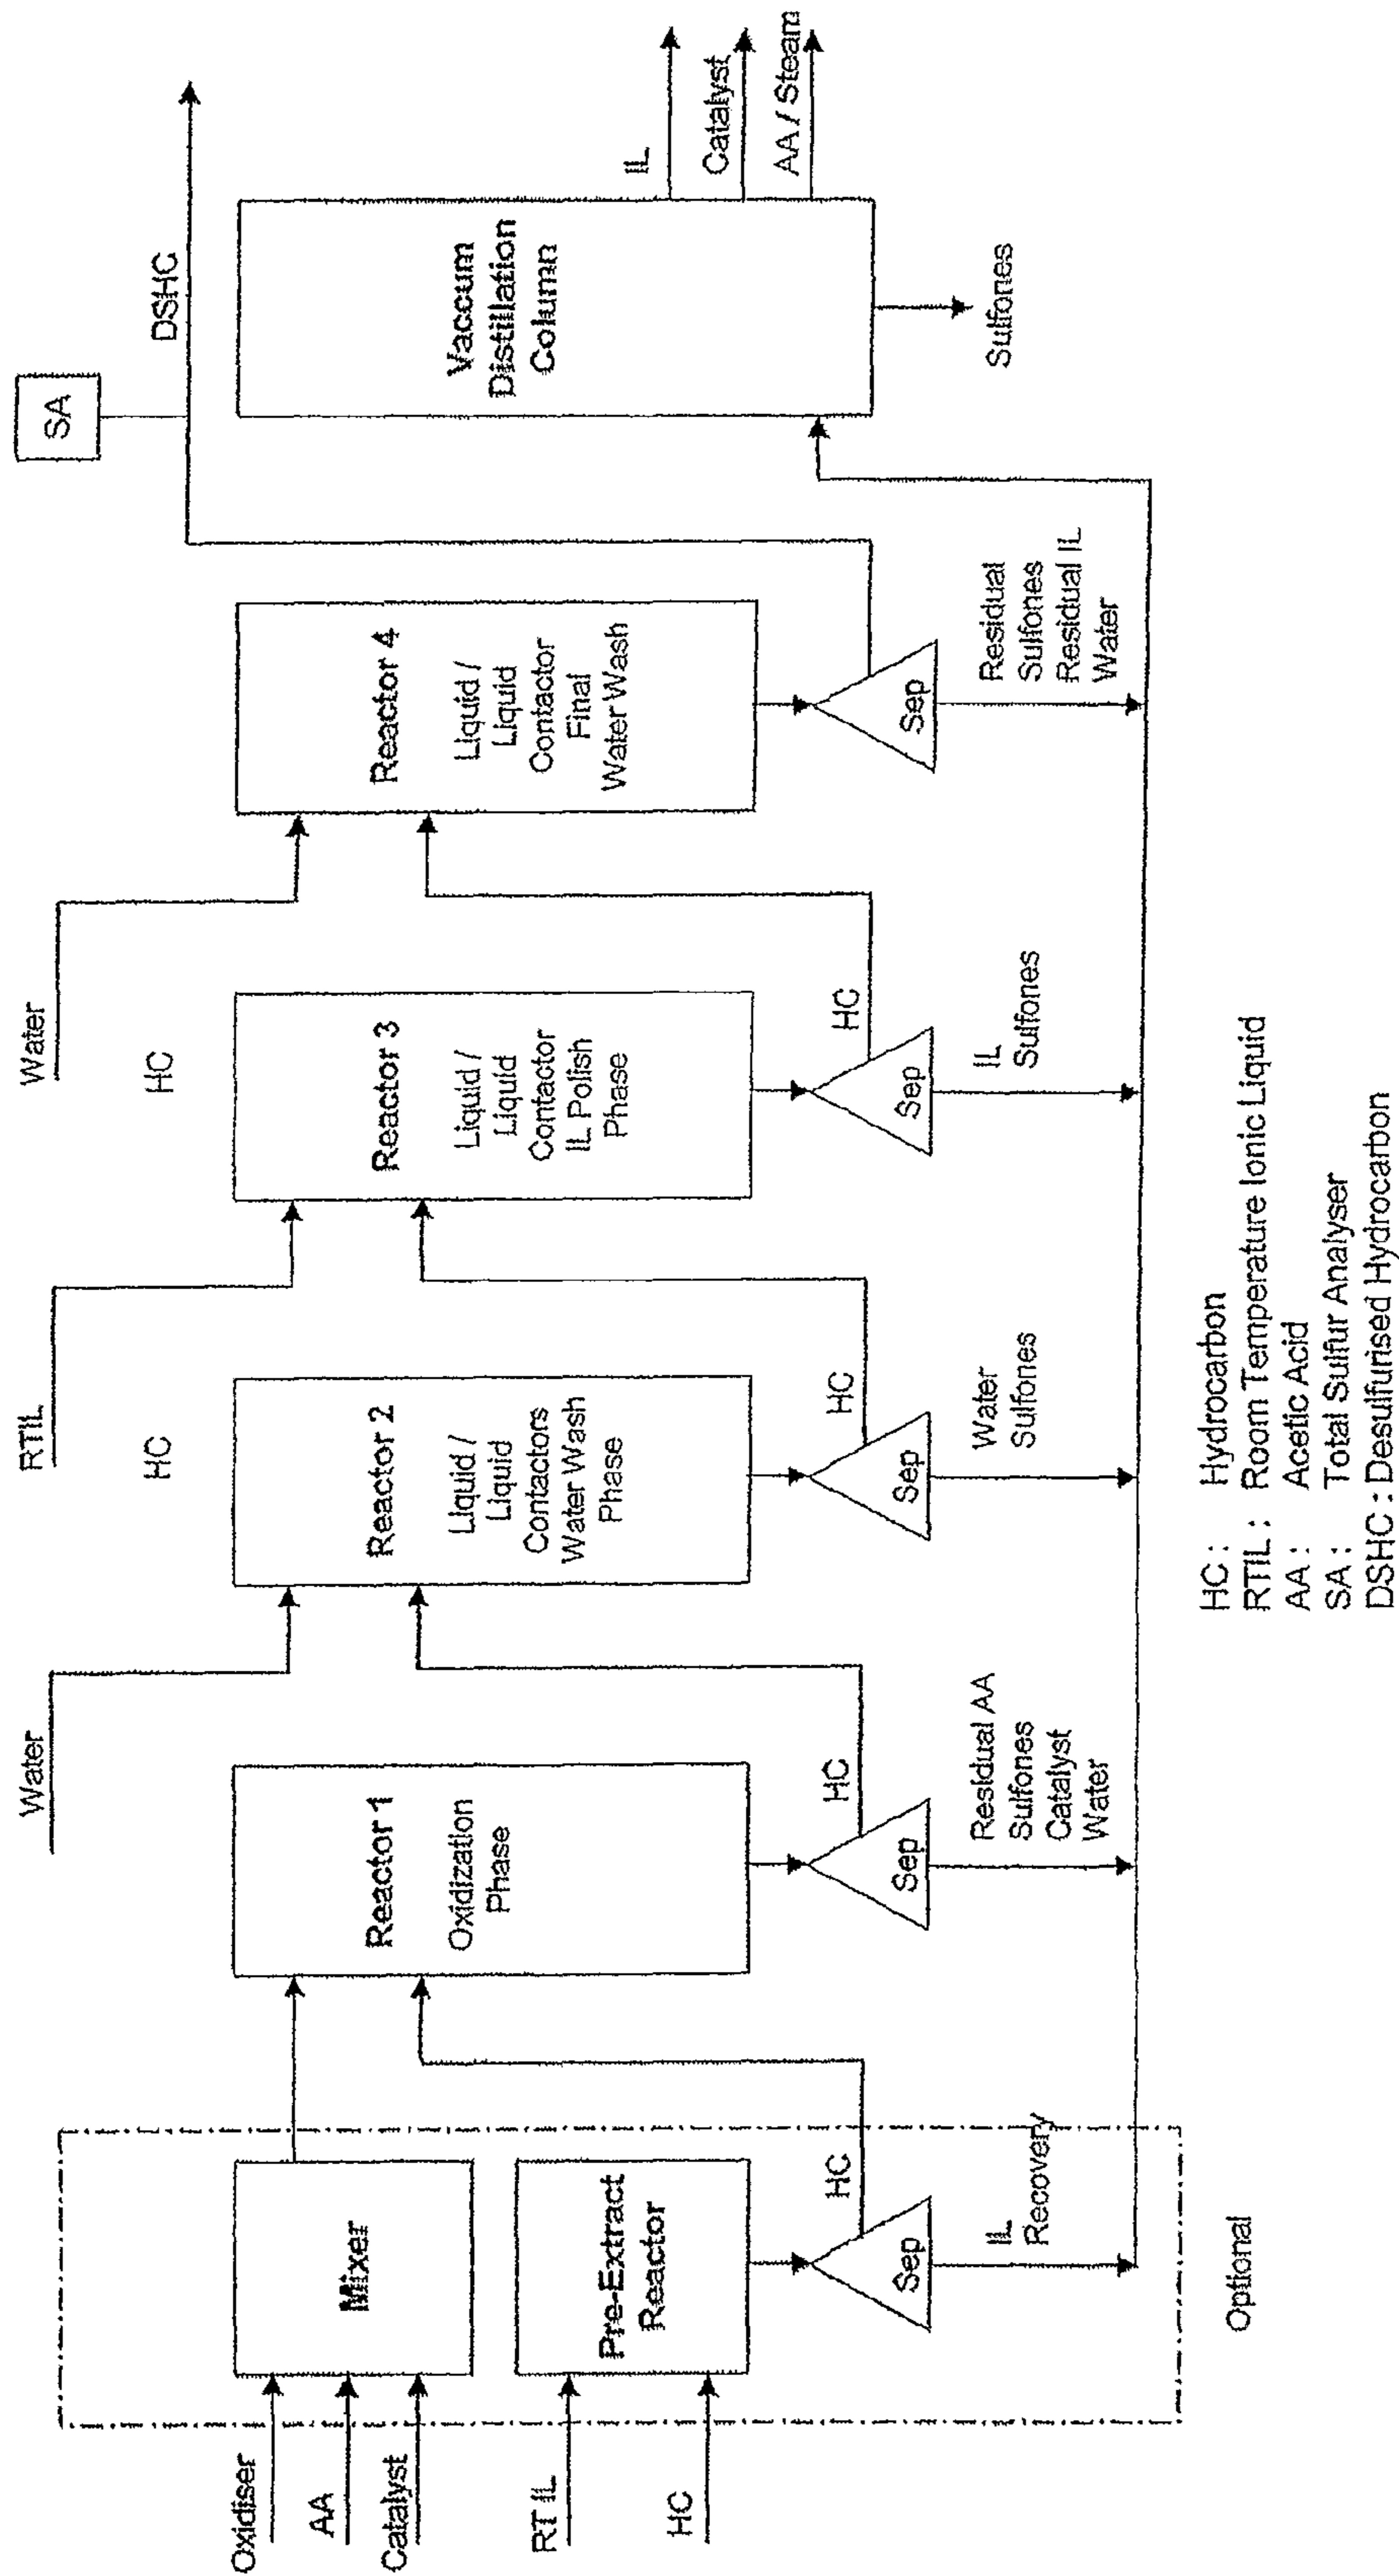 Oxidiser
AA
Catalyst
RT IL
HC
Mixer
Pre-Extract
Reactor
HC
Sep
IL
Recovery
Optional
Water
Reactor 1
Oxidization
Phase
HC
Sep
Residual AA
Sulfones
Catalyst
Water
RTIL
HC
Reactor 2
Liquid /
Liquid
Contactors
Water Wash
Phase
HC
Sep
Water
Sulfones
Water
HC
Reactor 3
Liquid /
Liquid
Contactor
IL Polish
Phase
HC
Sep
IL
Sulfones
Reactor 4
Liquid /
Liquid
Contactor
Final
Water Wash
Sep
Residual
Sulfones
Residual IL
Water
SA
DSHC
Vaccum
Distillation
Column
IL
Catalyst
AA / Steam
Sulfones
HC : Hydrocarbon
RTIL : Room Temperature Ionic Liquid
AA : Acetic Acid
SA : Total Sulfur Analyser
DSHC : Desulfurised Hydrocarbon